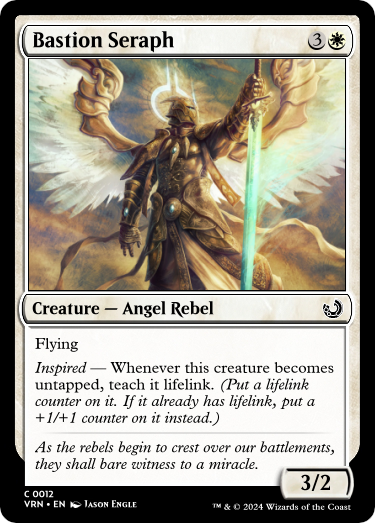 Bastion Seraph 3
Creature — Angel Rebel
Flying
Inspired — Whenever this creature becomes
untapped, teach it lifelink. (Put a lifelink
counter on it. If it already has lifelink, put a
+1/+1 counter on it instead.)
As the rebels begin to crest over our battlements,
they shall bare witness to a miracle.
3/2
C 0012
VRN • EN Jason Engle
™ & © 2024 Wizards of the Coast